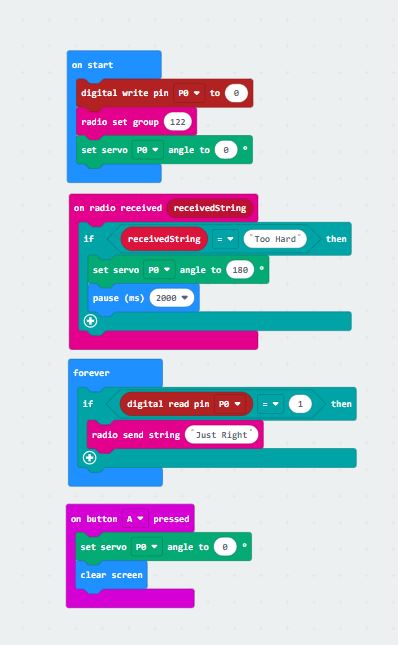 on start
digital write pin P0 to 0
radio set group 122
set servo P0 angle to 0 °
on radio received receivedString
if receivedString = "Too Hard" then
set servo P0 angle to 180 °
pause (ms) 2000
forever
if digital read pin P0 = 1 then
radio send string "Just Right"
on button A pressed
set servo P0 angle to 0 °
clear screen